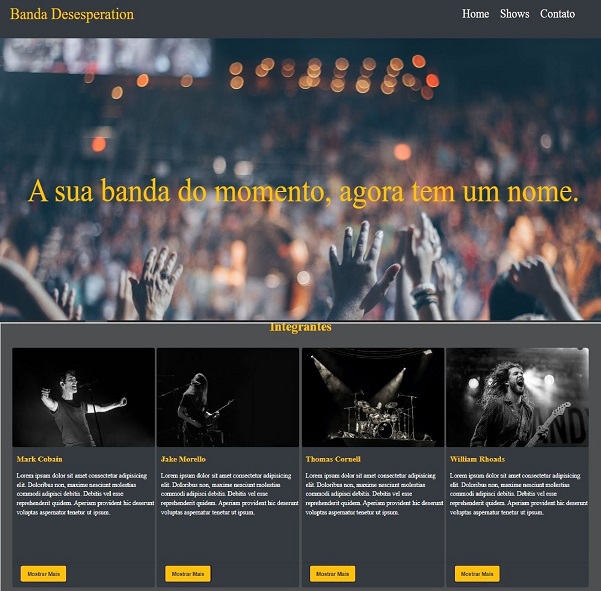 Banda Desesperation
Home Shows Contato
A sua banda do momento, agora tem um nome.
Integrantes
Mark Cobain
Lorem ipsum dolor sit amet consectetur adipisicing
elit. Doloribus non, maxime nesciunt molestias
commodi adipisci debitis. Debitis vel esse
reprehenderit quidem. Aperiam provident hic deserunt
voluptas aspernatur tenetur ut ipsum.
Mostrar Mais
Jake Morello
Lorem ipsum dolor sit amet consectetur adipisicing
elit. Doloribus non, maxime nesciunt molestias
commodi adipisci debitis. Debitis vel esse
reprehenderit quidem. Aperiam provident hic deserunt
voluptas aspernatur tenetur ut ipsum.
Mostrar Mais
Thomas Cornell
Lorem ipsum dolor sit amet consectetur adipisicing
elit. Doloribus non, maxime nesciunt molestias
commodi adipisci debitis. Debitis vel esse
reprehenderit quidem. Aperiam provident hic deserunt
voluptas aspernatur tenetur ut ipsum.
Mostrar Mais
William Rhoads
Lorem ipsum dolor sit amet consectetur adipisicing
elit. Doloribus non, maxime nesciunt molestias
commodi adipisci debitis. Debitis vel esse
reprehenderit quidem. Aperiam provident hic deserunt
voluptas aspernatur tenetur ut ipsum.
Mostrar Mais